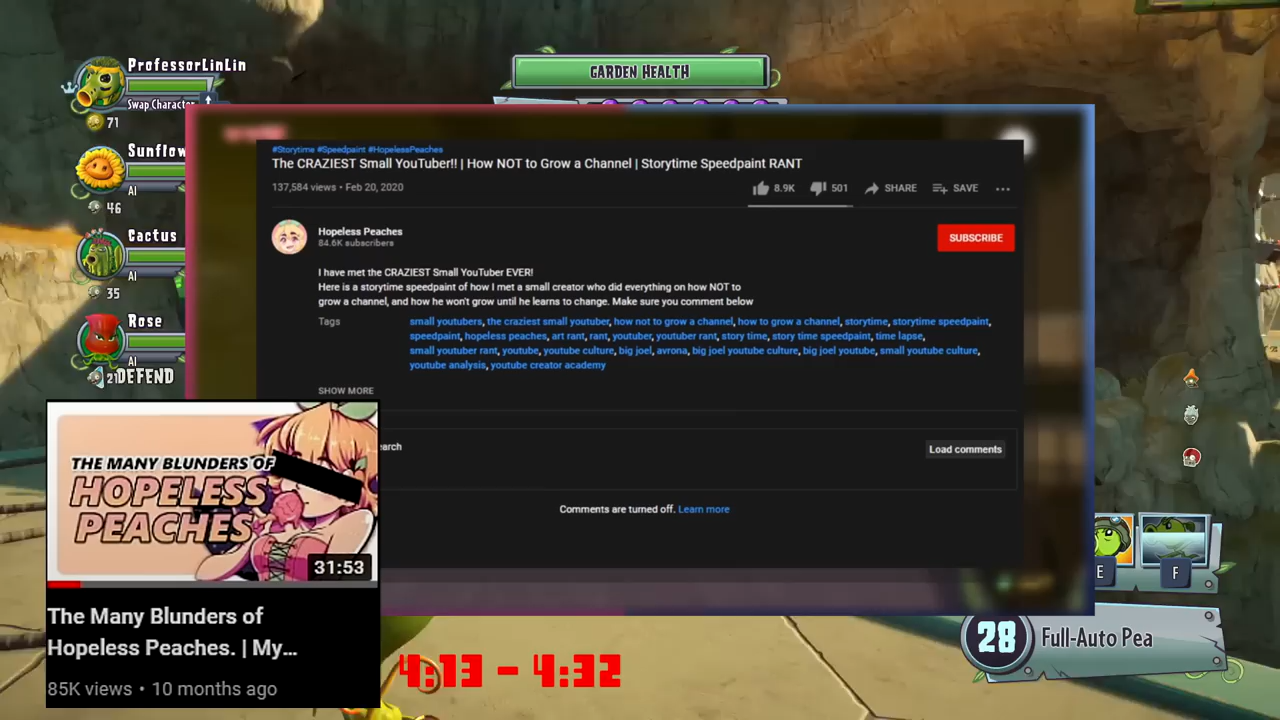 ProfessorLinLin
Swap Character
71
GARDEN HEALTH
Sunflow
AI
46
Cactus
AI
35
Rose
AI
21
DEFEND
#Storytime #Speedpaint #HopelessPeaches
The CRAZIEST Small YouTuber!! | How NOT to Grow a Channel | Storytime Speedpaint RANT
137,584 views • Feb 20, 2020
8.9K
501
SHARE
SAVE
Hopeless Peaches
84.6K subscribers
SUBSCRIBE
I have met the CRAZIEST Small YouTuber EVER!
Here is a storytime speedpaint of how I met a small creator who did everything on how NOT to
grow a channel, and how he won't grow until he learns to change. Make sure you comment below
Tags
small youtubers, the craziest small youtuber, how not to grow a channel, how to grow a channel, storytime, storytime speedpaint,
speedpaint, hopeless peaches, art rant, rant, youtuber, youtuber rant, story time, story time speedpaint, time lapse,
small youtuber rant, youtube, youtube culture, big joel, avrona, big joel youtube culture, big joel youtube, small youtube culture,
youtube analysis, youtube creator academy
SHOW MORE
earch
Load comments
Comments are turned off. Learn more
THE MANY BLUNDERS OF
HOPELESS
PEACHES
31:53
The Many Blunders of
Hopeless Peaches. | My...
85K views • 10 months ago
4:13 - 4:32
E
F
28
Full-Auto Pea